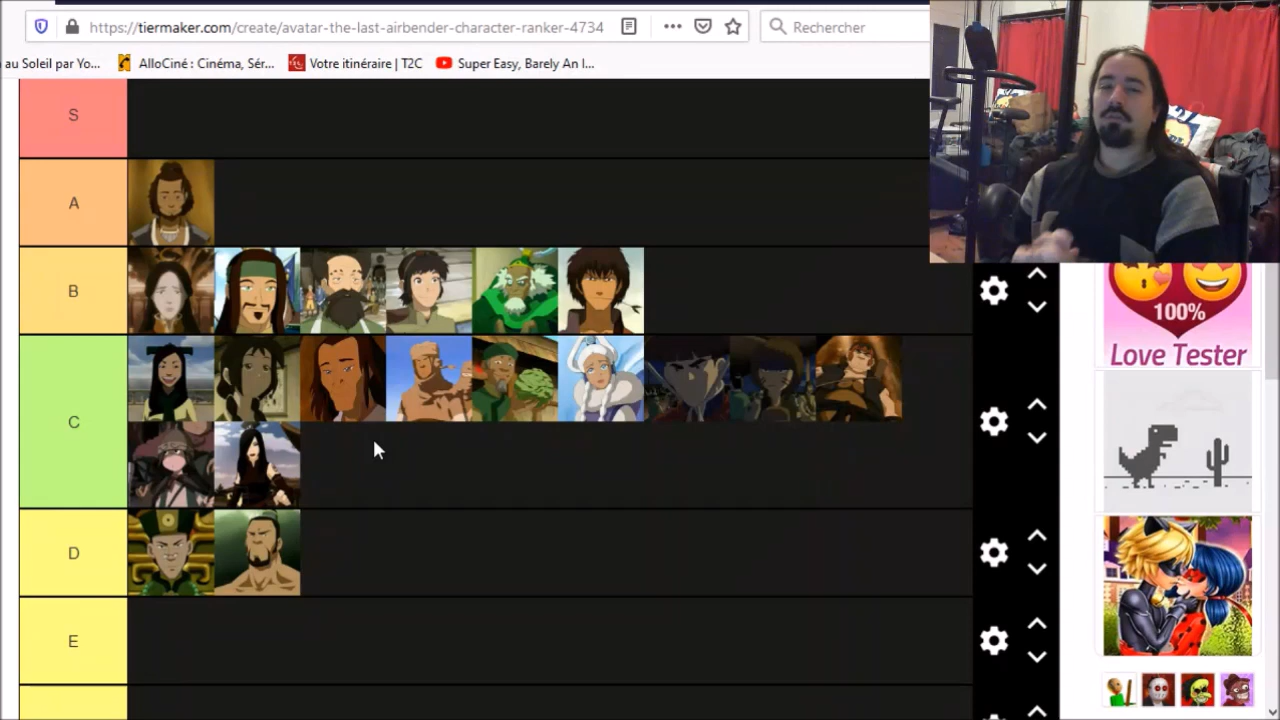 https://tiermaker.com/create/avatar-the-last-airbender-character-ranker-4734
Rechercher
au Soleil par Yo...
AlloCiné : Cinéma, Sér...
Votre itinéraire | T2C
Super Easy, Barely An I...
S
A
B
C
D
E
100%
Love Tester